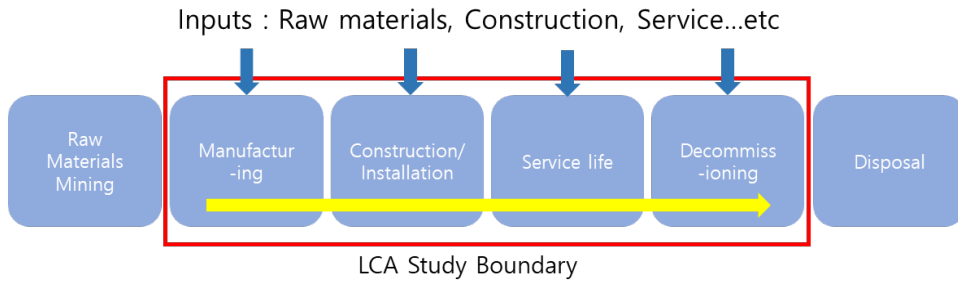 Inputs : Raw materials, Construction, Service...etc
Raw
Materials
Mining
Manufactur
-ing
Construction/
Installation
Service life
Decommiss
-ioning
Disposal
LCA Study Boundary